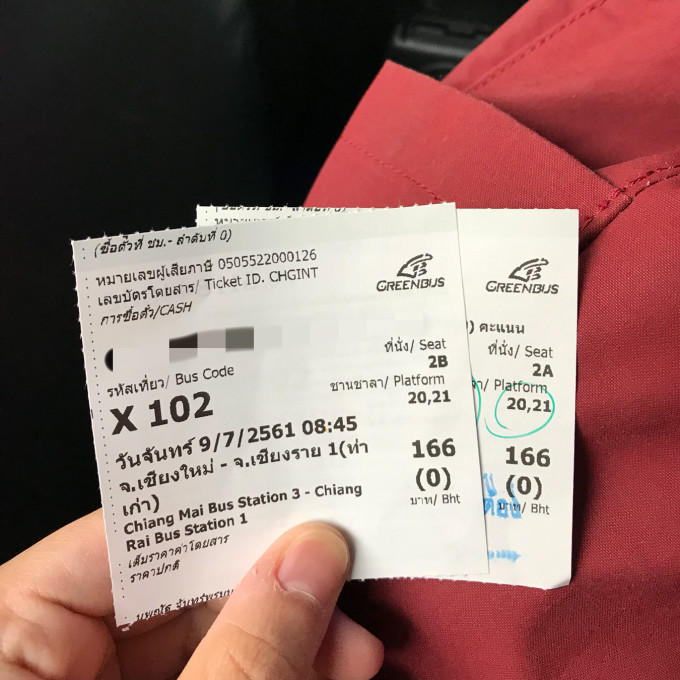 (ซื้อตั๋วที่ ชม.- ลำดับที่ 0)
หมายเลขผู้เสียภาษี 0505522000126
เลขบัตรโดยสาร/ Ticket ID. CHGINT
การซื้อตั๋ว/CASH
GREENBUS
ที่นั่ง/ Seat
2B
รหัสเที่ยว/ Bus Code
ชานชาลา/ Platform
X 102
20,21
วันจันทร์ 9/7/2561 08:45
จ.เชียงใหม่ - จ.เชียงราย 1(ท่า
เก่า)
166
(0)
บาท/ Bht
Chiang Mai Bus Station 3 - Chiang
Rai Bus Station 1
เต็มราคาค่าโดยสาร
ราคาปกติ
GREENBUS
) คะแนน
ที่นั่ง/ Seat
2A
/ Platform
20,21
166
(0)
บาท/ Bht